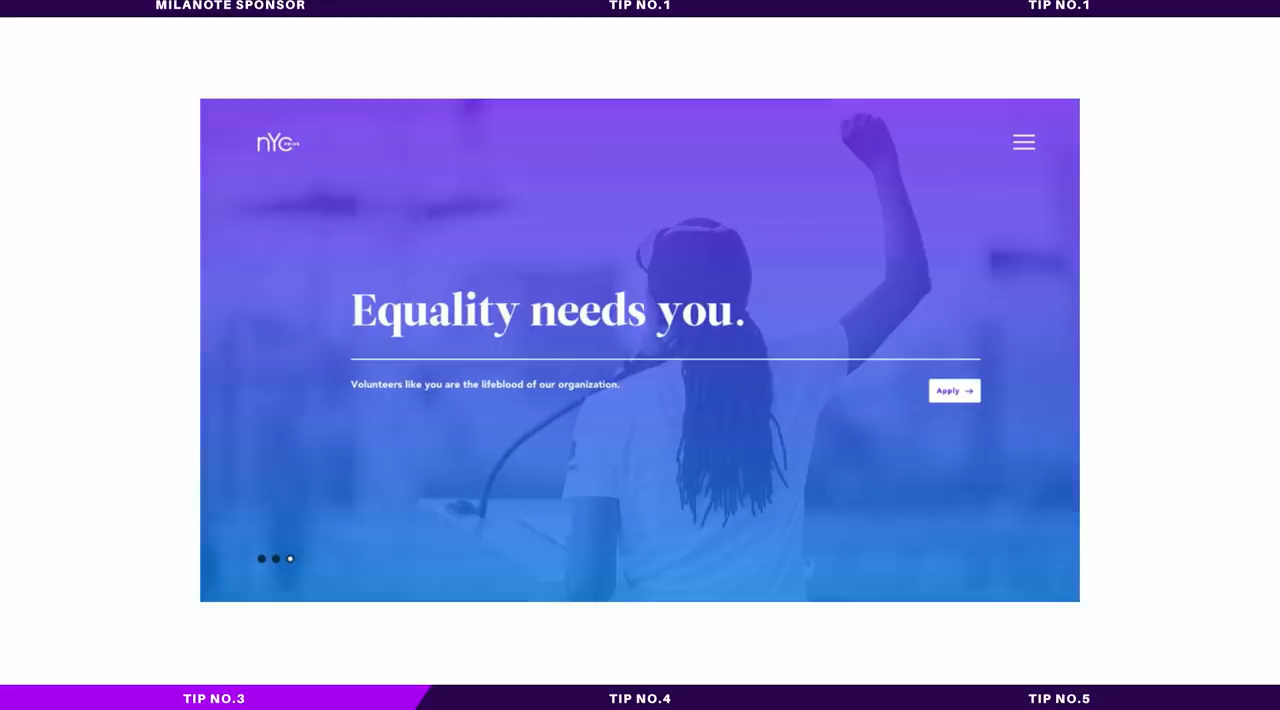 MILANOTE SPONSOR
TIP NO.1
TIP NO.1
nYc PRIDE
Equality needs you.
Volunteers like you are the lifeblood of our organization.
Apply →
TIP NO.3
TIP NO.4
TIP NO.5